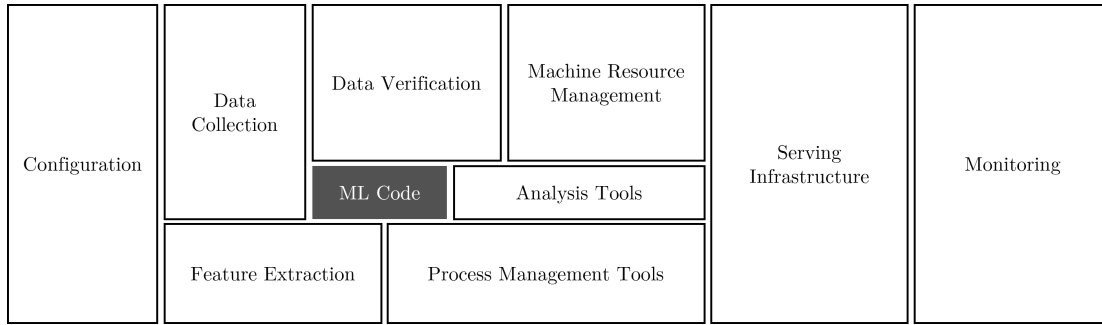 Configuration
Data
Collection
Data Verification
Machine Resource
Management
ML Code
Analysis Tools
Feature Extraction
Process Management Tools
Serving
Infrastructure
Monitoring